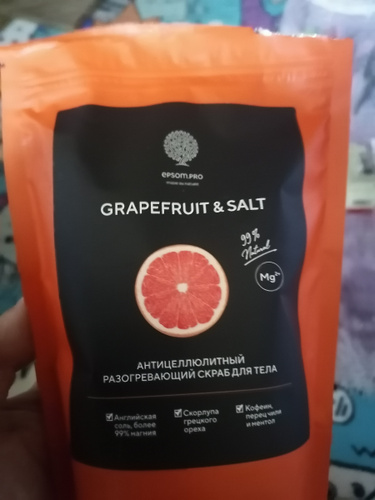 epsom.pro
GRAPEFRUIT & SALT
99%
Natural
Mg²⁺
АНТИЦЕЛЛЮЛИТНЫЙ
РАЗОГРЕВАЮЩИЙ СКРАБ ДЛЯ ТЕЛА
Английская
соль, более
99% магния
Скорлупа
грецкого
ореха
Кофеин,
перец чили
и ментол